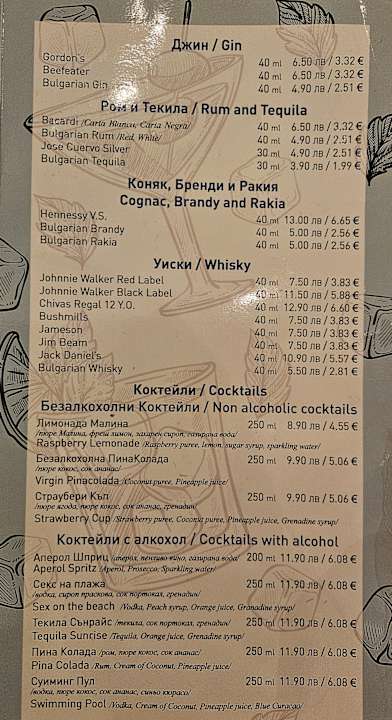 Джин / Gin
Gordon's 40 ml 6.50 лв / 3.32 €
Beefeater 40 ml 6.50 лв / 3.32 €
Bulgarian Gin 40 ml 4.90 лв / 2.51 €
Ром и Текила / Rum and Tequila
Bacardi /Carta Blanca, Carta Negra/ 40 ml 6.50 лв / 3.32 €
Bulgarian Rum /Red, White/ 40 ml 4.90 лв / 2.51 €
Jose Cuervo Silver 30 ml 4.90 лв / 2.51 €
Bulgarian Tequila 30 ml 3.90 лв / 1.99 €
Коняк, Бренди и Ракия
Cognac, Brandy and Rakia
Hennessy V.S. 40 ml 13.00 лв / 6.65 €
Bulgarian Brandy 40 ml 5.00 лв / 2.56 €
Bulgarian Rakia 40 ml 5.00 лв / 2.56 €
Уиски / Whisky
Johnnie Walker Red Label 40 ml 7.50 лв / 3.83 €
Johnnie Walker Black Label 40 ml 11.50 лв / 5.88 €
Chivas Regal 12 Y.O. 40 ml 12.90 лв / 6.60 €
Bushmills 40 ml 7.50 лв / 3.83 €
Jameson 40 ml 7.50 лв / 3.83 €
Jim Beam 40 ml 7.50 лв / 3.83 €
Jack Daniel's 40 ml 10.90 лв / 5.57 €
Bulgarian Whisky 40 ml 5.50 лв / 2.81 €
Коктейли / Cocktails
Безалкохолни Коктейли / Non alcoholic cocktails
Лимонада Малина 250 ml 8.90 лв / 4.55 €
/пюре Малина, фреш лимон, захарен сироп, газирана вода/
Raspberry Lemonade /Raspberry puree, lemon, sugar syrup, sparkling water/
Безалкохолна ПинаКолада 250 ml 9.90 лв / 5.06 €
/пюре кокос, сок ананас/
Virgin Pinacolada /Coconut puree, Pineapple juice/
Страубери Къп 250 ml 9.90 лв / 5.06 €
/пюре ягода, пюре кокос, сок ананас, гренадин/
Strawberry Cup /Strawberry puree, Coconut puree, Pineapple juice, Grenadine syrup/
Коктейли с алкохол / Cocktails with alcohol
Аперол Шприц /аперол, пенливо вино, газирана вода/ 200 ml 11.90 лв / 6.08 €
Aperol Spritz /Aperol, Prosecco, Sparkling water/
Секс на плажа 250 ml 11.90 лв / 6.08 €
/водка, сироп праскова, сок портокал, гренадин/
Sex on the beach /Vodka, Peach syrup, Orange juice, Grenadine syrup/
Текила Сънрайс /текила, сок портокал, гренадин/ 250 ml 11.90 лв / 6.08 €
Tequila Sunrise /Tequila, Orange juice, Grenadine syrup/
Пина Колада /ром, пюре кокос, сок ананас/ 250 ml 11.90 лв / 6.08 €
Pina Colada /Rum, Cream of Coconut, Pineapple juice/
Суиминг Пул 250 ml 11.90 лв / 6.08 €
/водка, пюре кокос, сок ананас, синьо кюрасо/
Swimming Pool /Vodka, Cream of Coconut, Pineapple juice, Blue Curaçao/